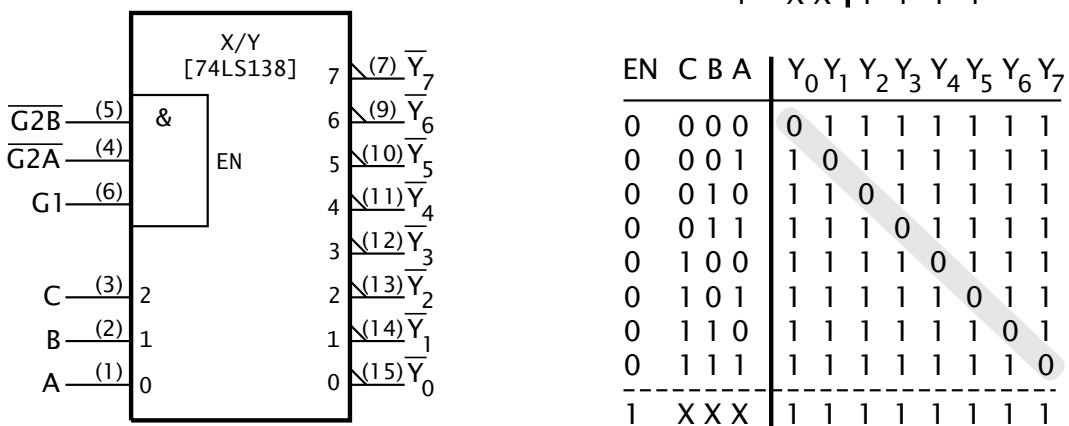 X/Y
[74LS138]
7 (7) Y7
G2B (5) & 6 (9) Y6
G2A (4) EN 5 (10) Y5
G1 (6) 4 (11) Y4
3 (12) Y3
C (3) 2 2 (13) Y2
B (2) 1 1 (14) Y1
A (1) 0 0 (15) Y0
EN C B A Y0 Y1 Y2 Y3 Y4 Y5 Y6 Y7
0 0 0 0 0 1 1 1 1 1 1 1
0 0 0 1 1 0 1 1 1 1 1 1
0 0 1 0 1 1 0 1 1 1 1 1
0 0 1 1 1 1 1 0 1 1 1 1
0 1 0 0 1 1 1 1 0 1 1 1
0 1 0 1 1 1 1 1 1 0 1 1
0 1 1 0 1 1 1 1 1 1 0 1
0 1 1 1 1 1 1 1 1 1 1 0
1 X X X 1 1 1 1 1 1 1 1